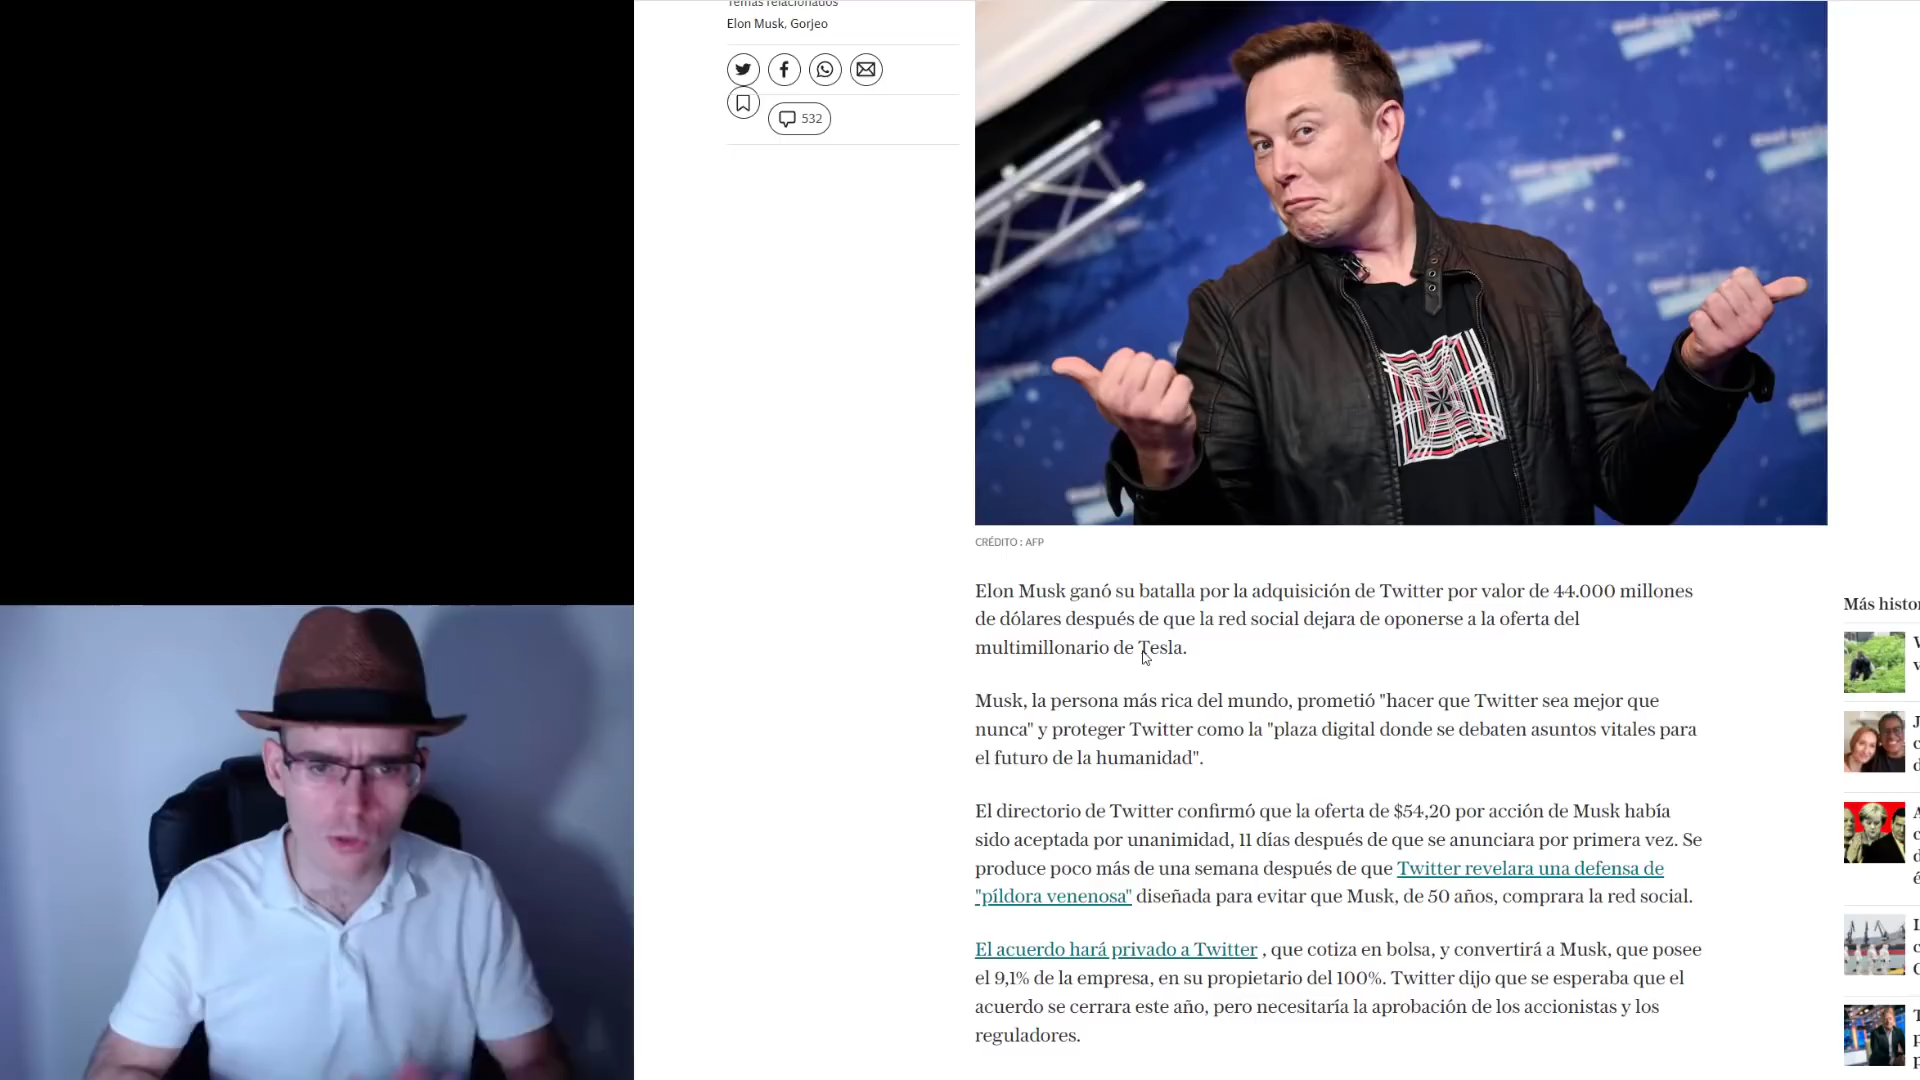 Temas relacionados
Elon Musk, Gorjeo
532
CRÉDITO : AFP
Elon Musk ganó su batalla por la adquisición de Twitter por valor de 44.000 millones
de dólares después de que la red social dejara de oponerse a la oferta del
multimillonario de Tesla.
Musk, la persona más rica del mundo, prometió "hacer que Twitter sea mejor que
nunca" y proteger Twitter como la "plaza digital donde se debaten asuntos vitales para
el futuro de la humanidad".
El directorio de Twitter confirmó que la oferta de $54,20 por acción de Musk había
sido aceptada por unanimidad, 11 días después de que se anunciara por primera vez. Se
produce poco más de una semana después de que Twitter revelara una defensa de
"píldora venenosa" diseñada para evitar que Musk, de 50 años, comprara la red social.
El acuerdo hará privado a Twitter , que cotiza en bolsa, y convertirá a Musk, que posee
el 9,1% de la empresa, en su propietario del 100%. Twitter dijo que se esperaba que el
acuerdo se cerrara este año, pero necesitaría la aprobación de los accionistas y los
reguladores.
Más histo